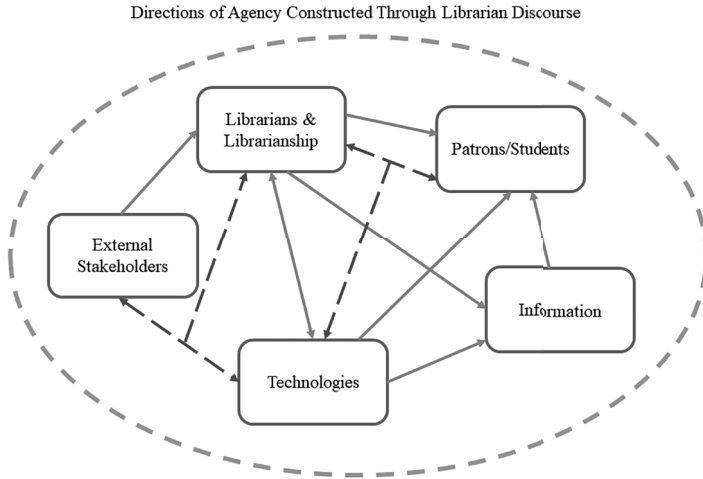 Directions of Agency Constructed Through Librarian Discourse
Librarians &
Librarianship
Patrons/Students
External
Stakeholders
Information
Technologies